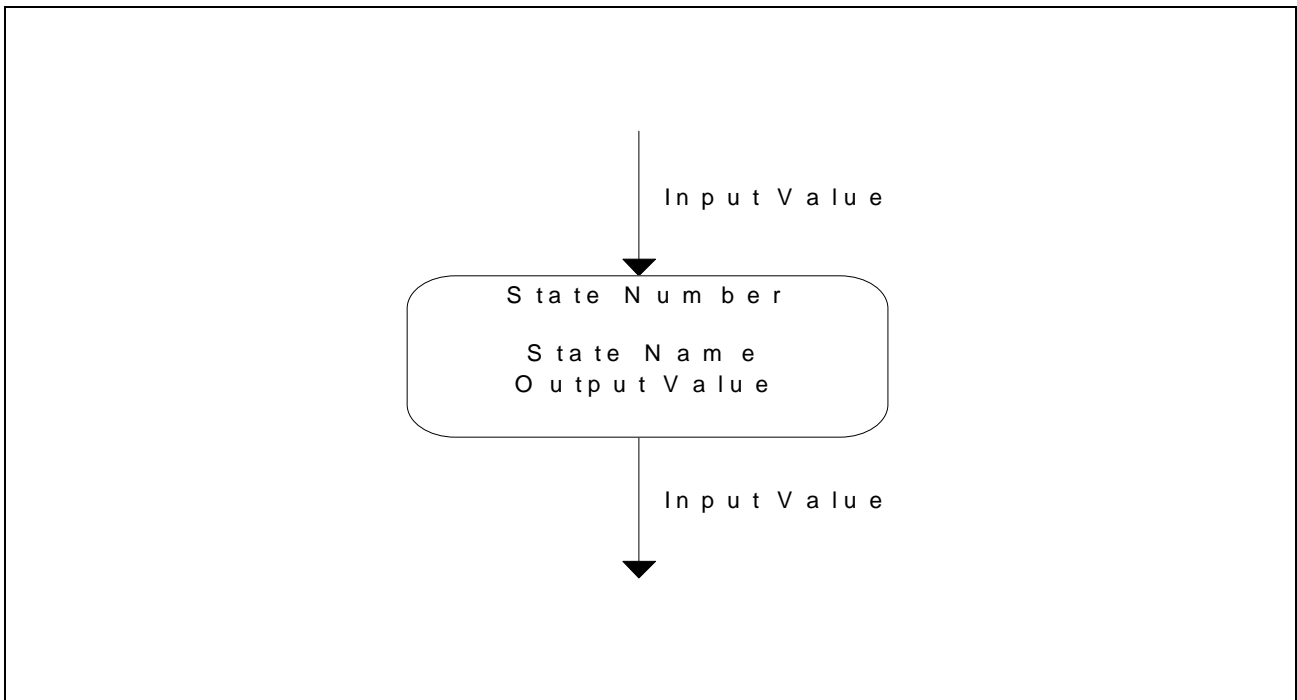 Input Value
State Number
State Name
Output Value
Input Value